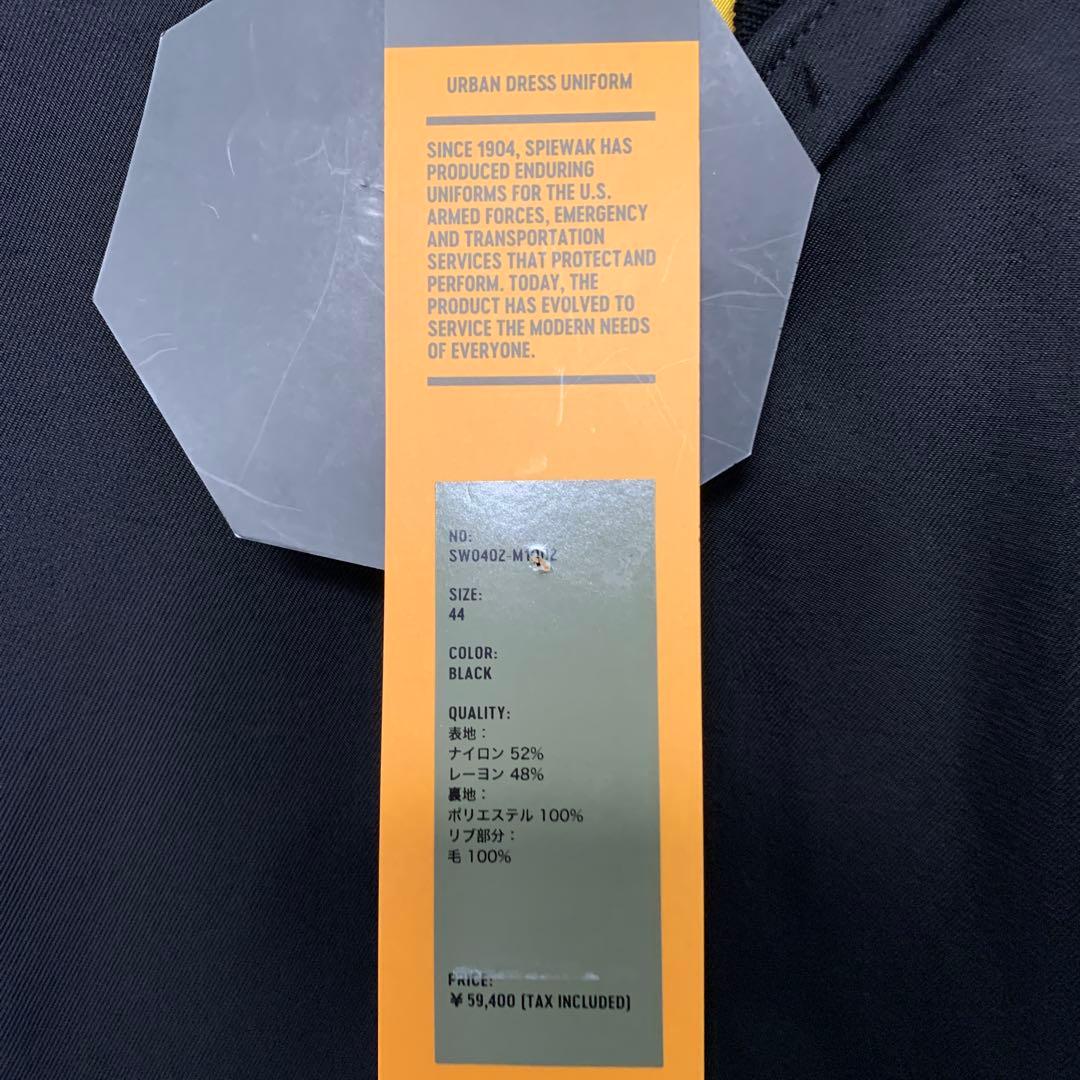 URBAN DRESS UNIFORM
SINCE 1904, SPIEWAK HAS
PRODUCED ENDURING
UNIFORMS FOR THE U.S.
ARMED FORCES, EMERGENCY
AND TRANSPORTATION
SERVICES THAT PROTECT AND
PERFORM. TODAY, THE
PRODUCT HAS EVOLVED TO
SERVICE THE MODERN NEEDS
OF EVERYONE.
NO:
SIZE:
44
COLOR:
BLACK
QUALITY:
表地：
ナイロン 52%
レーヨン 48%
裏地：
ポリエステル 100%
リブ部分：
毛 100%
PRICE:
¥ 59,400 (TAX INCLUDED)